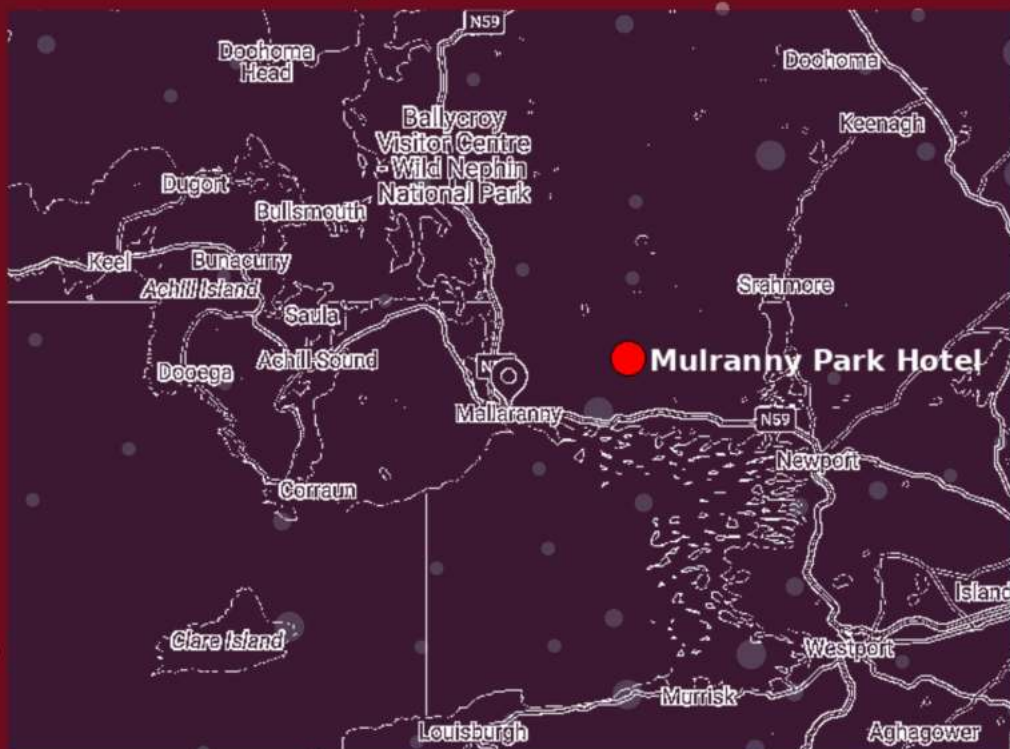 N59
Doohoma
Head
Doohoma
Ballycroy
Visitor Centre
- Wild Nephin
National Park
Keenagh
Dugort
Bullsmouth
Keel
Bunacurry
Achill Island
Srahmore
Saula
Achill Sound
Dooega
Mulranny Park Hotel
Mallaranny
N59
Newport
Corraun
Island
Clare Island
Westport
Murrisk
Louisburgh
Aghagower